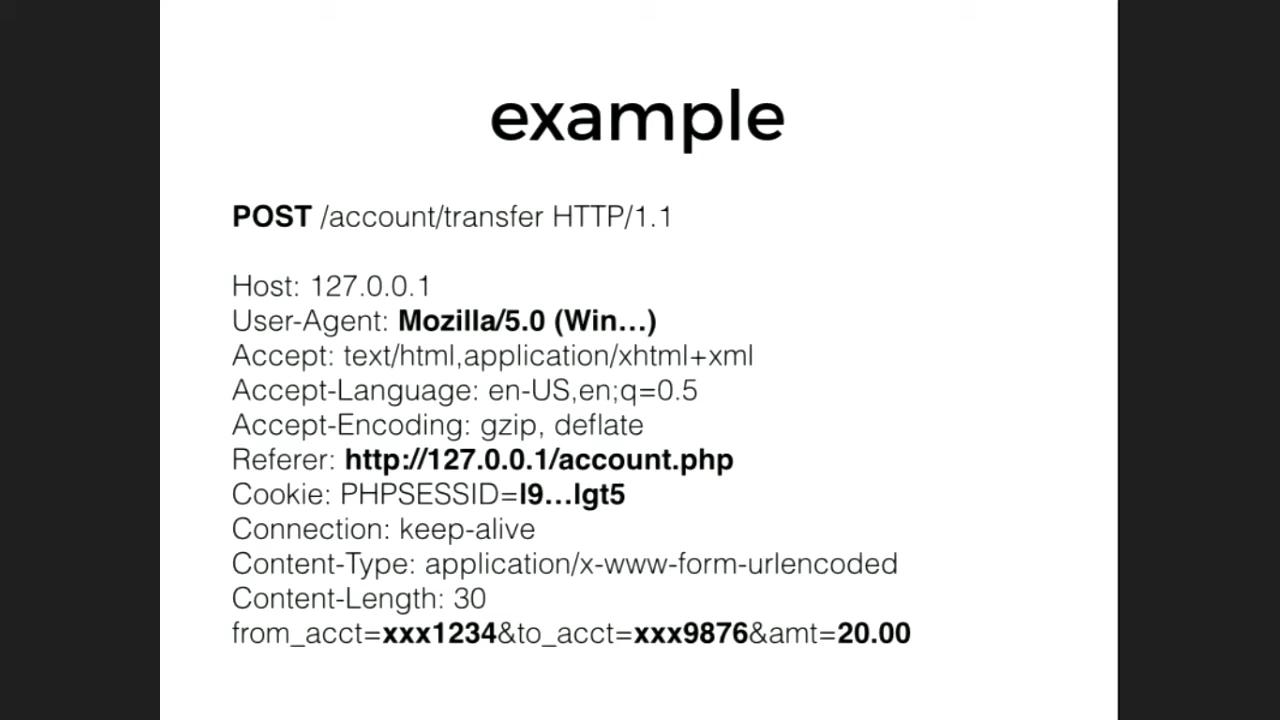 example
POST /account/transfer HTTP/1.1
Host: 127.0.0.1
User-Agent: Mozilla/5.0 (Win…)
Accept: text/html,application/xhtml+xml
Accept-Language: en-US,en;q=0.5
Accept-Encoding: gzip, deflate
Referer: http://127.0.0.1/account.php
Cookie: PHPSESSID=l9…lgt5
Connection: keep-alive
Content-Type: application/x-www-form-urlencoded
Content-Length: 30
from_acct=xxx1234&to_acct=xxx9876&amt=20.00